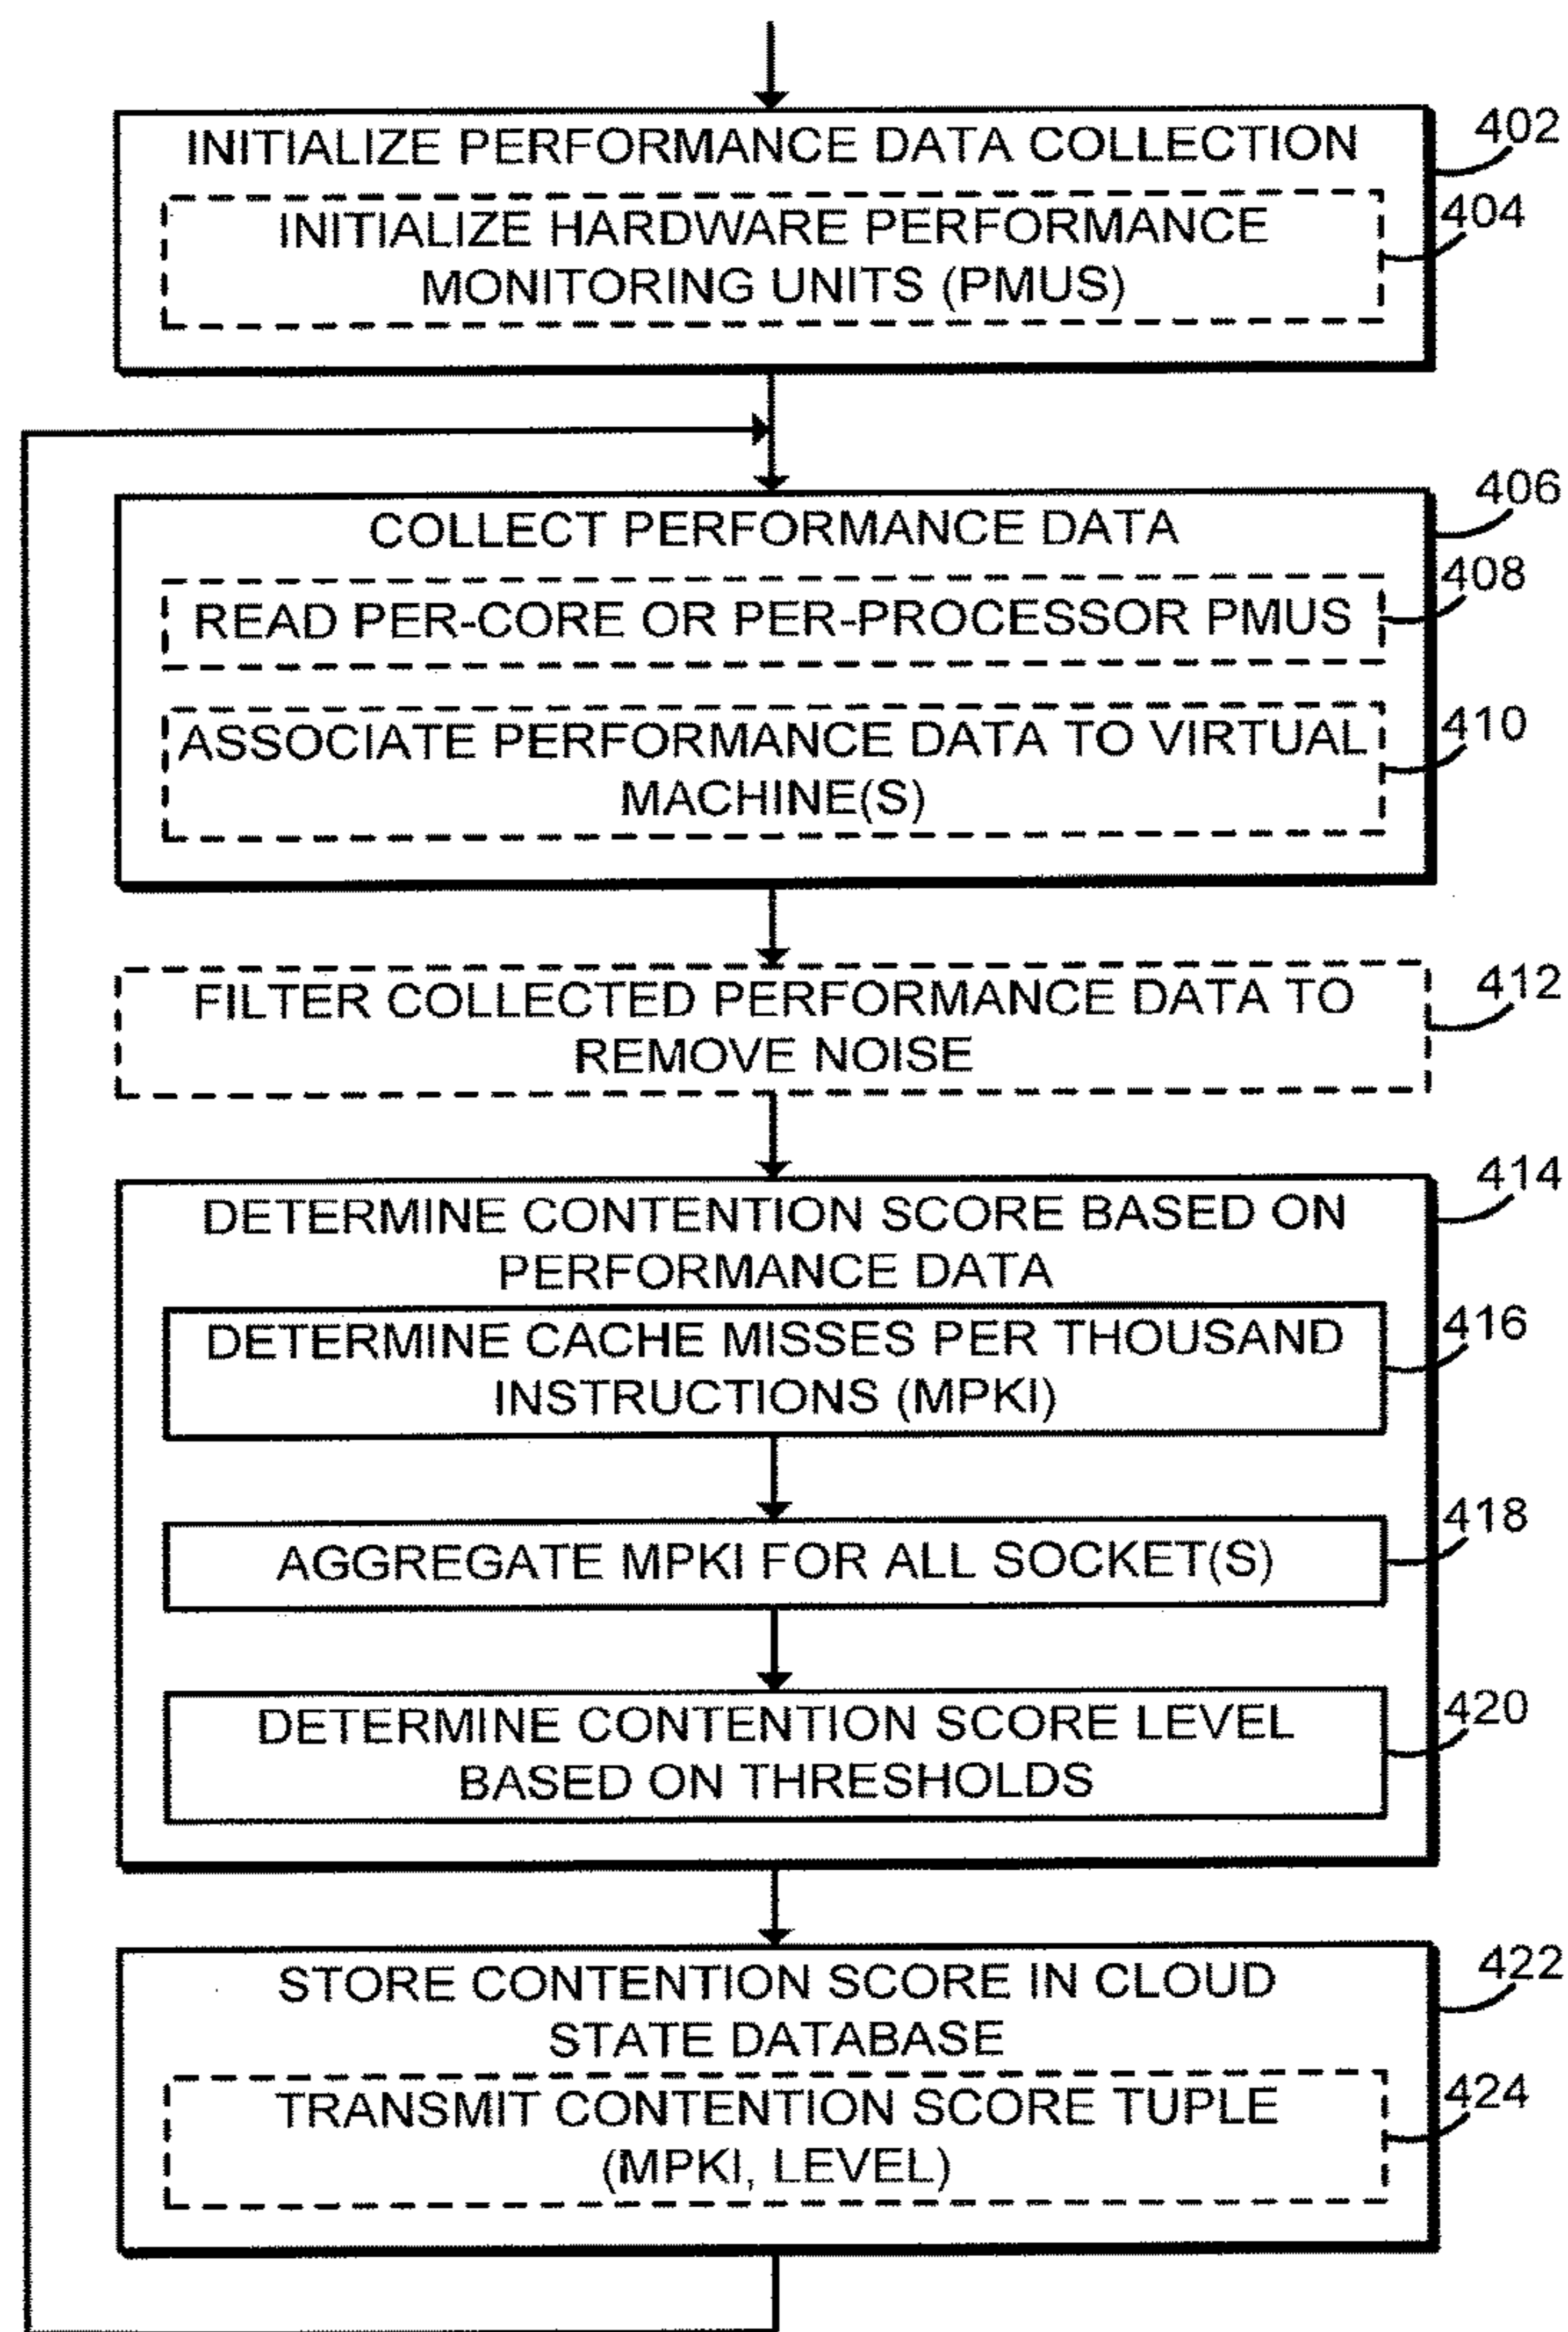 INITIALIZE PERFORMANCE DATA COLLECTION
402
INITIALIZE HARDWARE PERFORMANCE
MONITORING UNITS (PMUS)
404
COLLECT PERFORMANCE DATA
406
READ PER-CORE OR PER-PROCESSOR PMUS
408
ASSOCIATE PERFORMANCE DATA TO VIRTUAL
MACHINE(S)
410
FILTER COLLECTED PERFORMANCE DATA TO
REMOVE NOISE
412
DETERMINE CONTENTION SCORE BASED ON
PERFORMANCE DATA
414
DETERMINE CACHE MISSES PER THOUSAND
INSTRUCTIONS (MPKI)
416
AGGREGATE MPKI FOR ALL SOCKET(S)
418
DETERMINE CONTENTION SCORE LEVEL
BASED ON THRESHOLDS
420
STORE CONTENTION SCORE IN CLOUD
STATE DATABASE
422
TRANSMIT CONTENTION SCORE TUPLE
(MPKI, LEVEL)
424